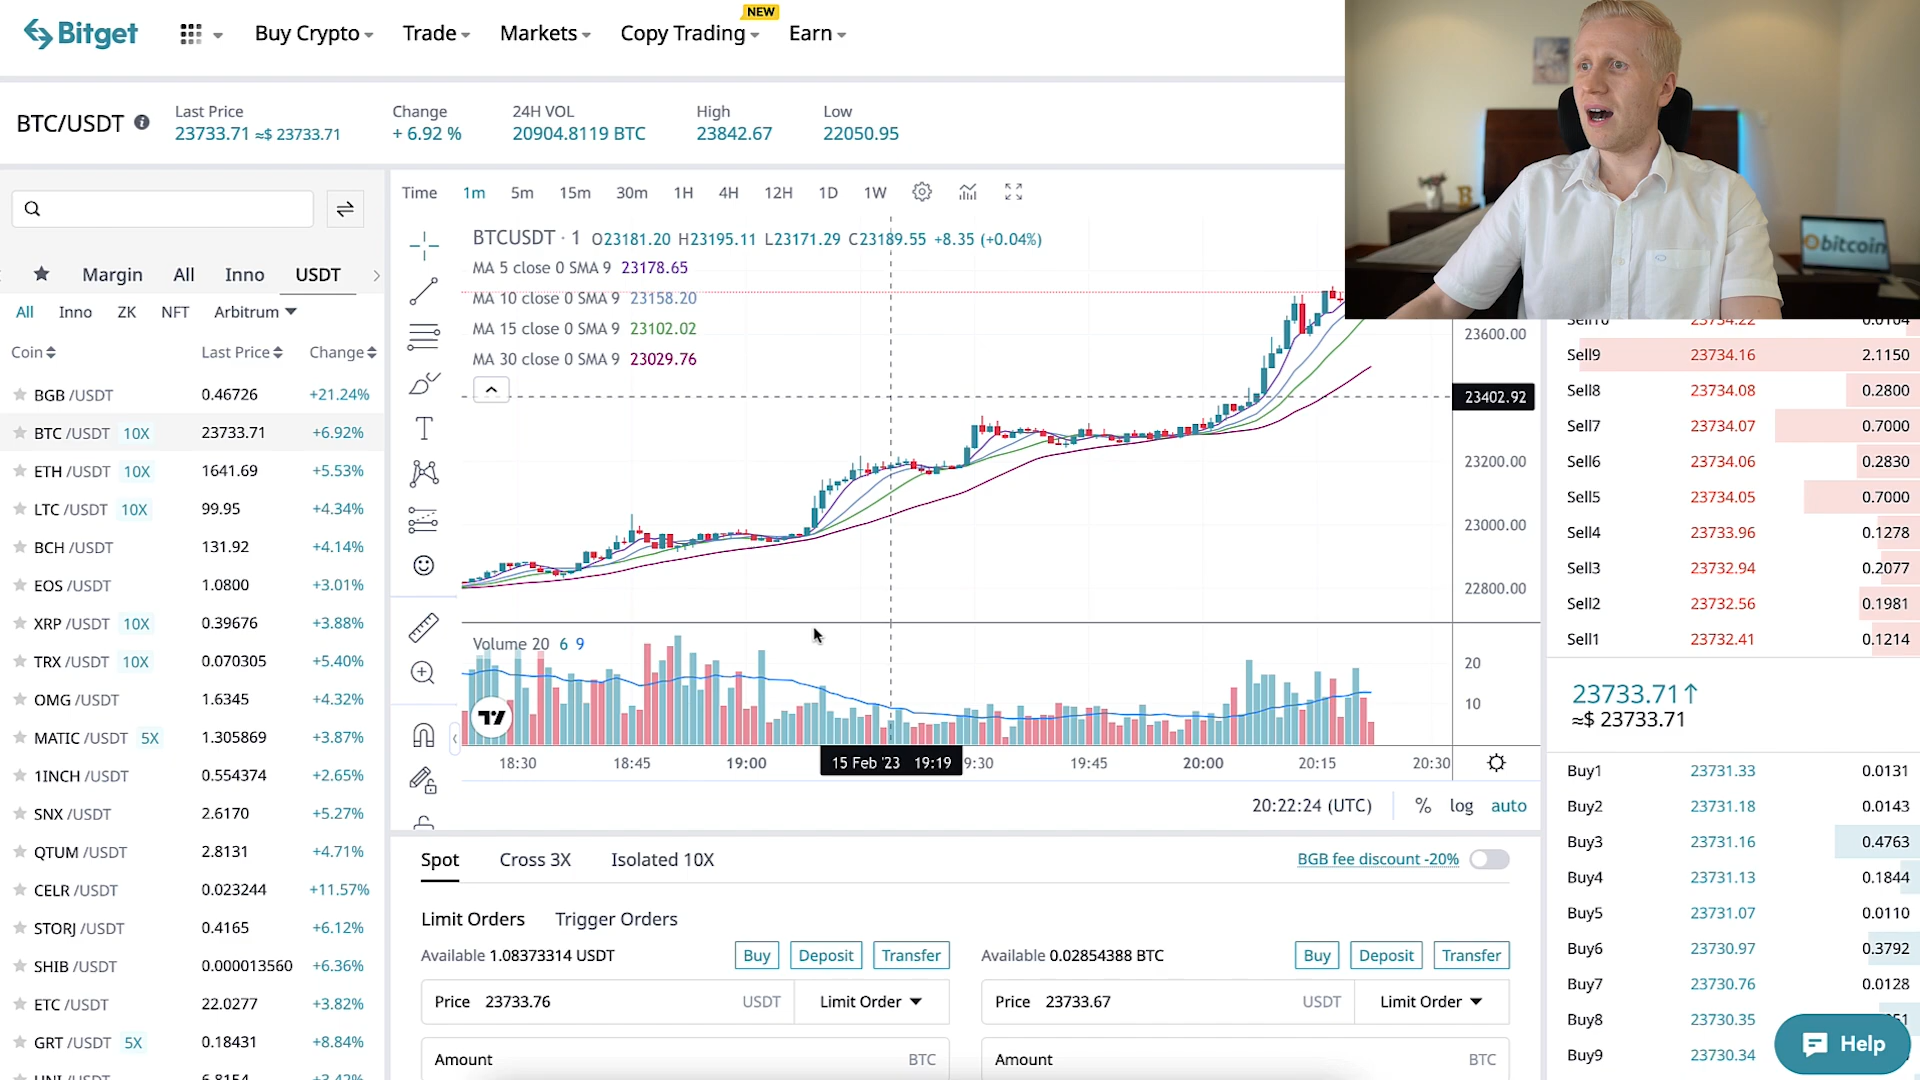 Bitget
Buy Crypto
Trade
Markets
Copy Trading
NEW
Earn
BTC/USDT
Last Price
23733.71 ≈$ 23733.71
Change
+ 6.92 %
24H VOL
20904.8119 BTC
High
23842.67
Low
22050.95
Margin All Inno USDT
All Inno ZK NFT Arbitrum
Coin Last Price Change
BGB /USDT 0.46726 +21.24%
BTC /USDT 10X 23733.71 +6.92%
ETH /USDT 10X 1641.69 +5.53%
LTC /USDT 10X 99.95 +4.34%
BCH /USDT 131.92 +4.14%
EOS /USDT 1.0800 +3.01%
XRP /USDT 10X 0.39676 +3.88%
TRX /USDT 10X 0.070305 +5.40%
OMG /USDT 1.6345 +4.32%
MATIC /USDT 5X 1.305869 +3.87%
1INCH /USDT 0.554374 +2.65%
SNX /USDT 2.6170 +5.27%
QTUM /USDT 2.8131 +4.71%
CELR /USDT 0.023244 +11.57%
STORJ /USDT 0.4165 +6.12%
SHIB /USDT 0.000013560 +6.36%
ETC /USDT 22.0277 +3.82%
GRT /USDT 5X 0.18431 +8.84%
Time 1m 5m 15m 30m 1H 4H 12H 1D 1W
BTCUSDT · 1 O23181.20 H23195.11 L23171.29 C23189.55 +8.35 (+0.04%)
MA 5 close 0 SMA 9 23178.65
MA 10 close 0 SMA 9 23158.20
MA 15 close 0 SMA 9 23102.02
MA 30 close 0 SMA 9 23029.76
23600.00
23402.92
23200.00
23000.00
22800.00
Volume 20 6 9
20
10
18:30 18:45 19:00 15 Feb '23 19:19 9:30 19:45 20:00 20:15 20:30
20:22:24 (UTC) % log auto
Spot Cross 3X Isolated 10X BGB fee discount -20%
Limit Orders Trigger Orders
Available 1.08373314 USDT Buy Deposit Transfer
Price 23733.76 USDT Limit Order
Amount BTC
Available 0.02854388 BTC Buy Deposit Transfer
Price 23733.67 USDT Limit Order
Amount BTC
bitcoin
Sell9 23734.16 2.1150
Sell8 23734.08 0.2800
Sell7 23734.07 0.7000
Sell6 23734.06 0.2830
Sell5 23734.05 0.7000
Sell4 23733.96 0.1278
Sell3 23732.94 0.2077
Sell2 23732.56 0.1981
Sell1 23732.41 0.1214
23733.71↑
≈$ 23733.71
Buy1 23731.33 0.0131
Buy2 23731.18 0.0143
Buy3 23731.16 0.4763
Buy4 23731.13 0.1844
Buy5 23731.07 0.0110
Buy6 23730.97 0.3792
Buy7 23730.76 0.0128
Buy8 23730.35
Buy9 23730.34
Help